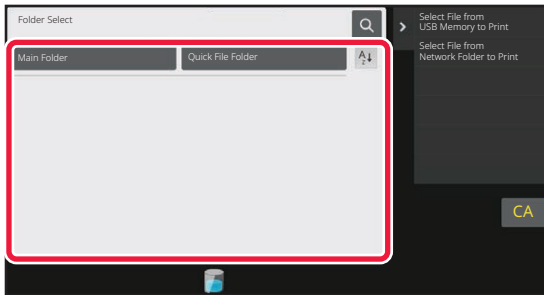 Folder Select
Select File from
USB Memory to Print
Main Folder
Quick File Folder
A
Z
Select File from
Network Folder to Print
CA